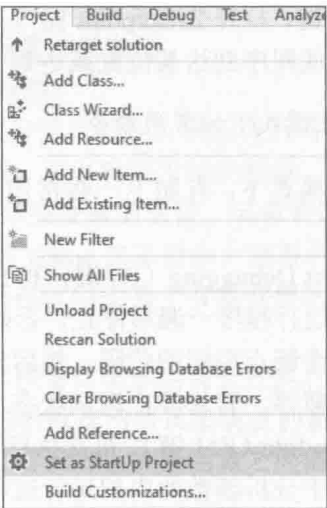 Project Build Debug Test Analyze
Retarget solution
Add Class...
Class Wizard...
Add Resource...
Add New Item...
Add Existing Item...
New Filter
Show All Files
Unload Project
Rescan Solution
Display Browsing Database Errors
Clear Browsing Database Errors
Add Reference...
Set as StartUp Project
Build Customizations...